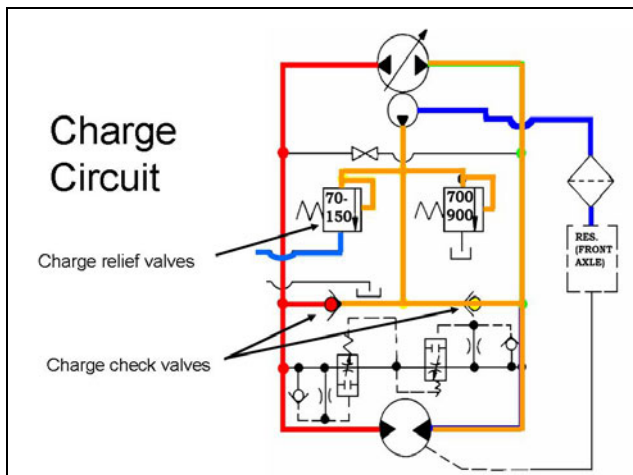 Charge
Circuit
70-
150
700
900
RES.
(FRONT
AXLE)
Charge relief valves
Charge check valves